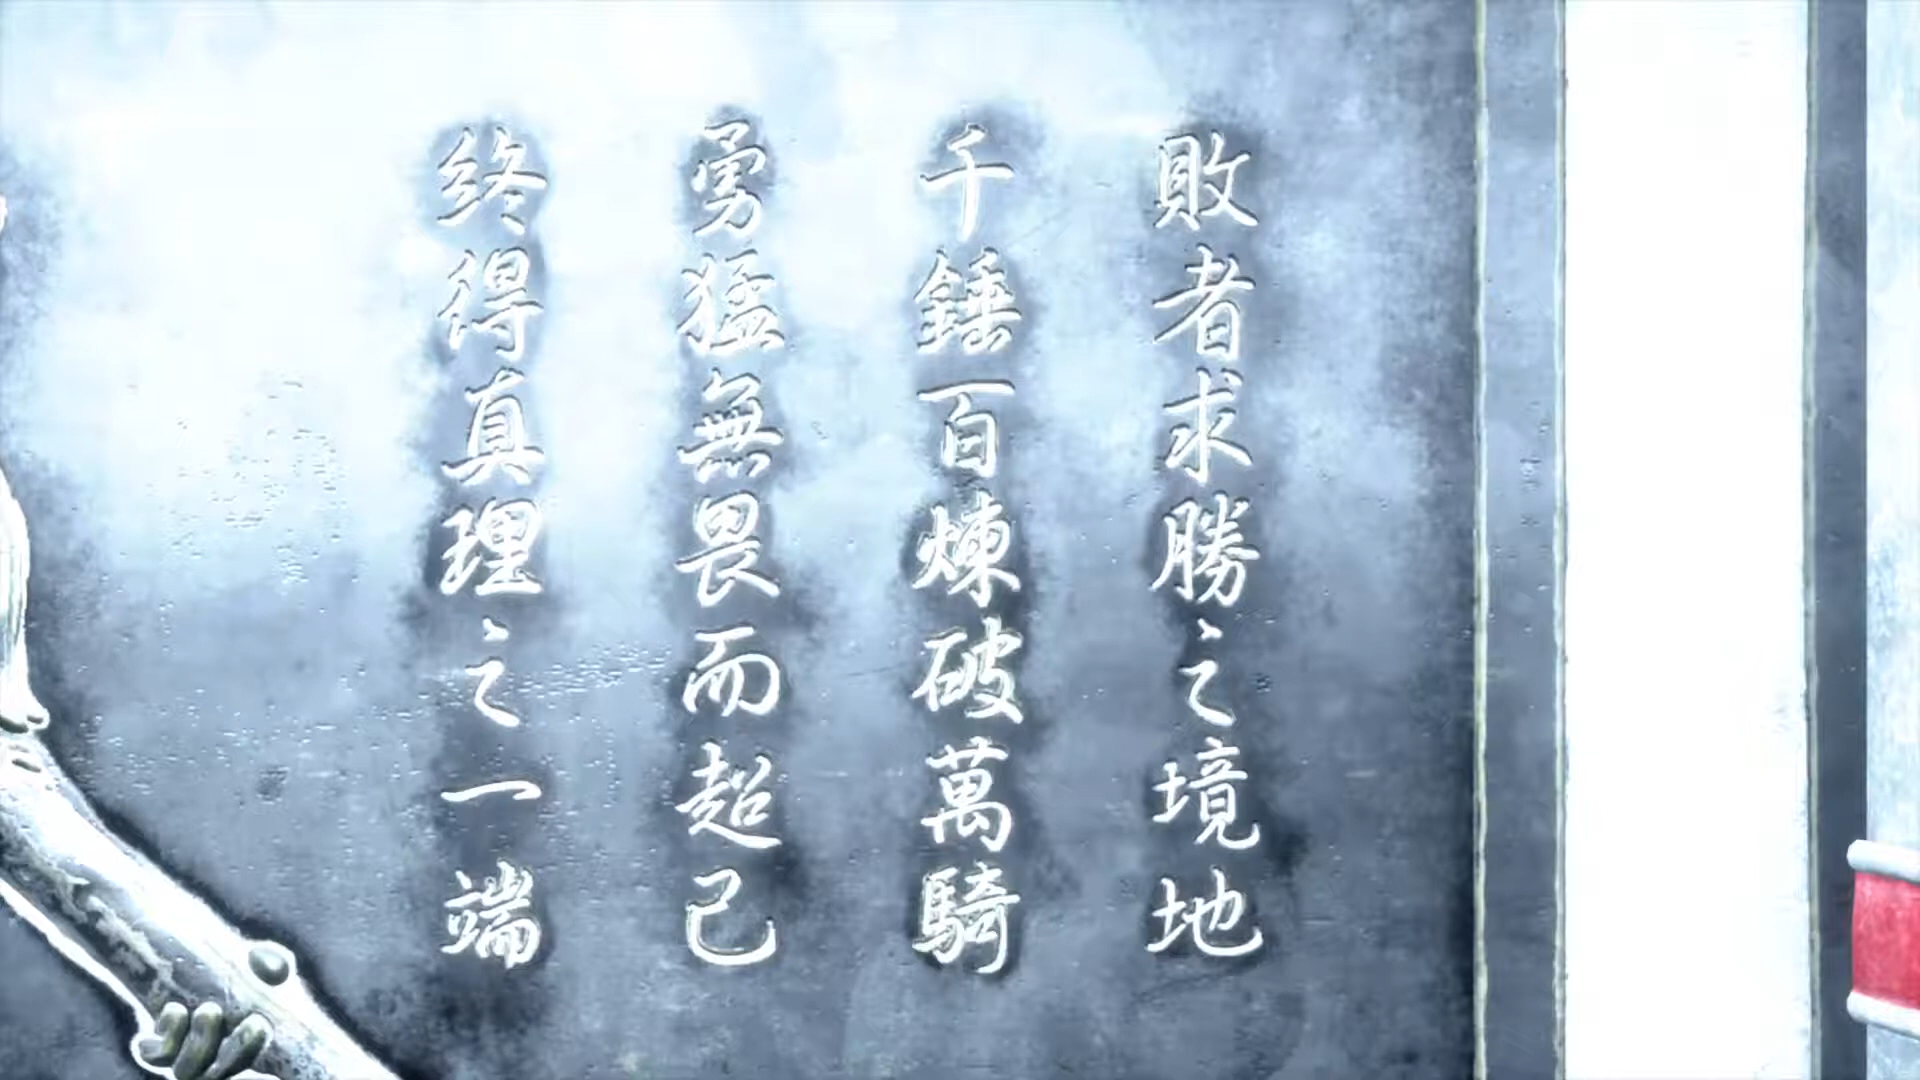 敗者求勝之境地
千錘百煉破萬騎
勇猛無畏而超己
終得真理之一端